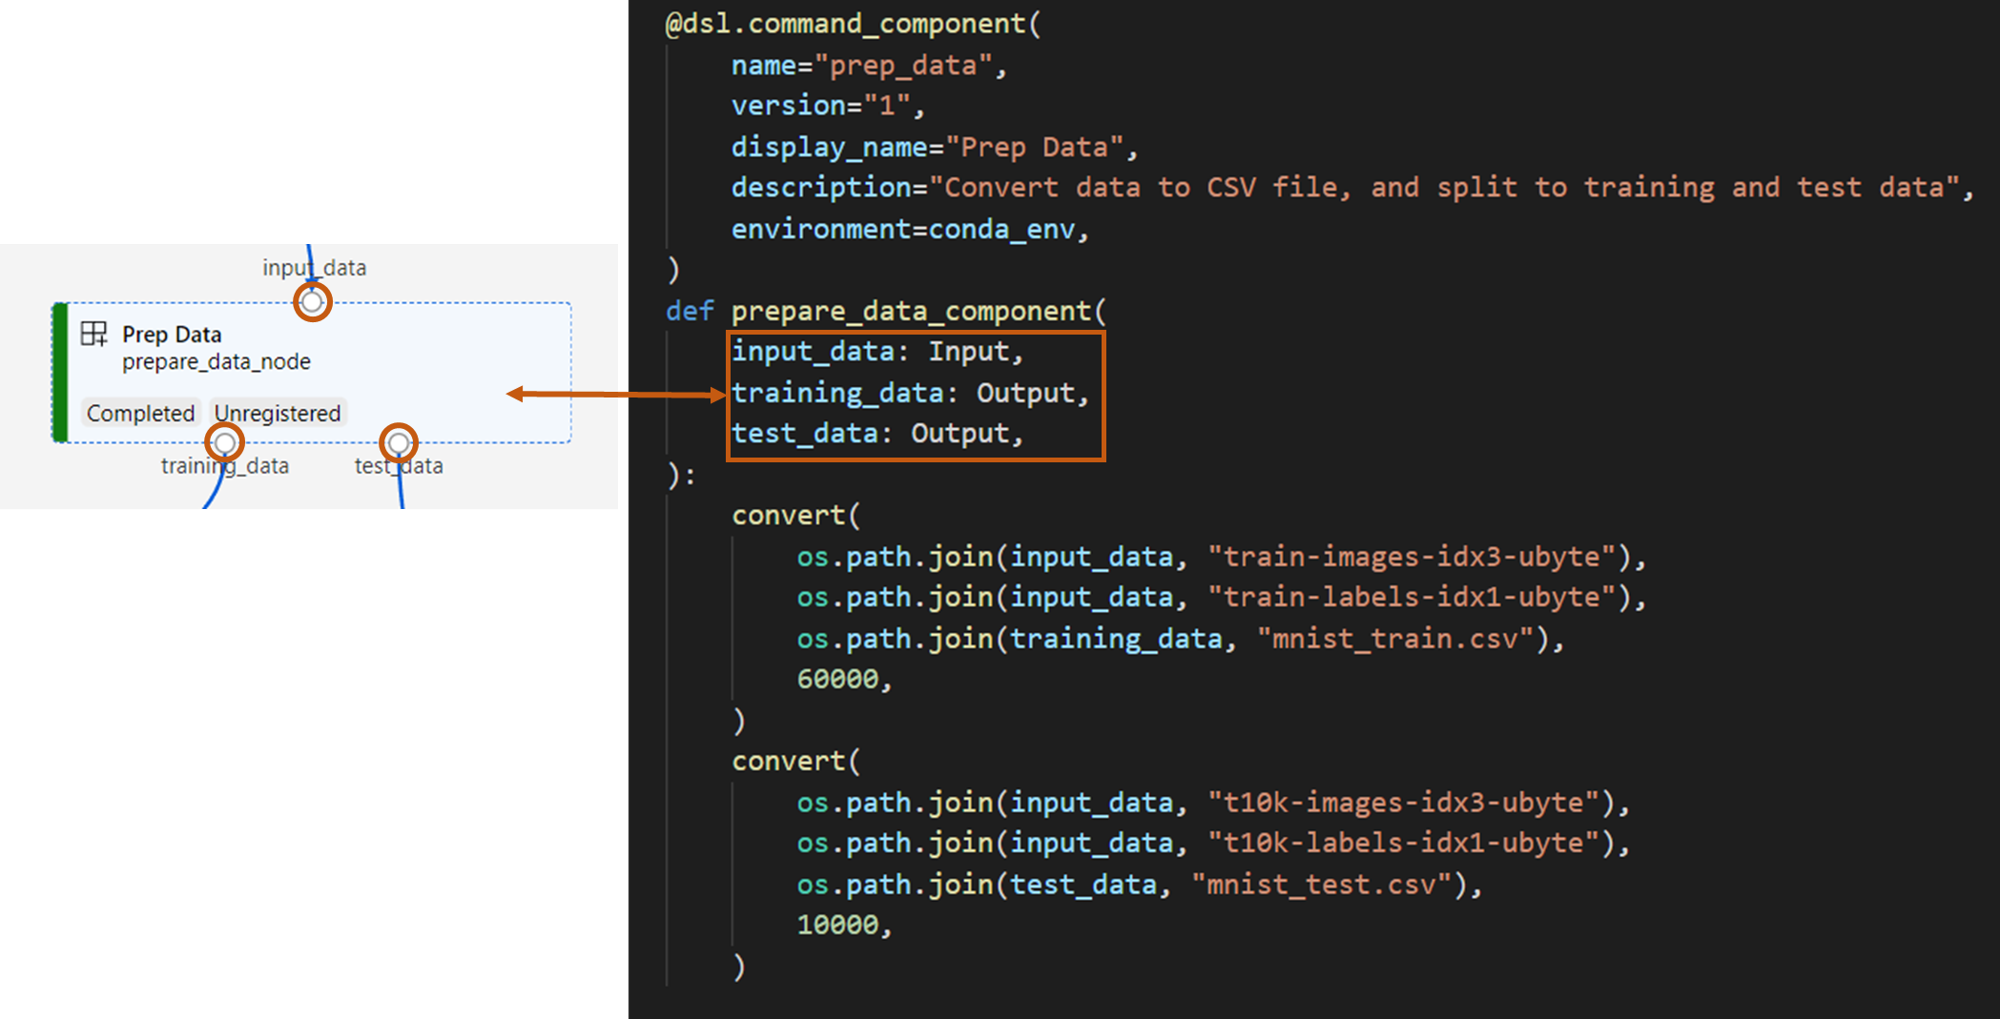 input_data
Prep Data
prepare_data_node
Completed Unregistered
training_data test_data
@dsl.command_component(
    name="prep_data",
    version="1",
    display_name="Prep Data",
    description="Convert data to CSV file, and split to training and test data",
    environment=conda_env,
)
def prepare_data_component(
    input_data: Input,
    training_data: Output,
    test_data: Output,
):
    convert(
        os.path.join(input_data, "train-images-idx3-ubyte"),
        os.path.join(input_data, "train-labels-idx1-ubyte"),
        os.path.join(training_data, "mnist_train.csv"),
        60000,
    )
    convert(
        os.path.join(input_data, "t10k-images-idx3-ubyte"),
        os.path.join(input_data, "t10k-labels-idx1-ubyte"),
        os.path.join(test_data, "mnist_test.csv"),
        10000,
    )